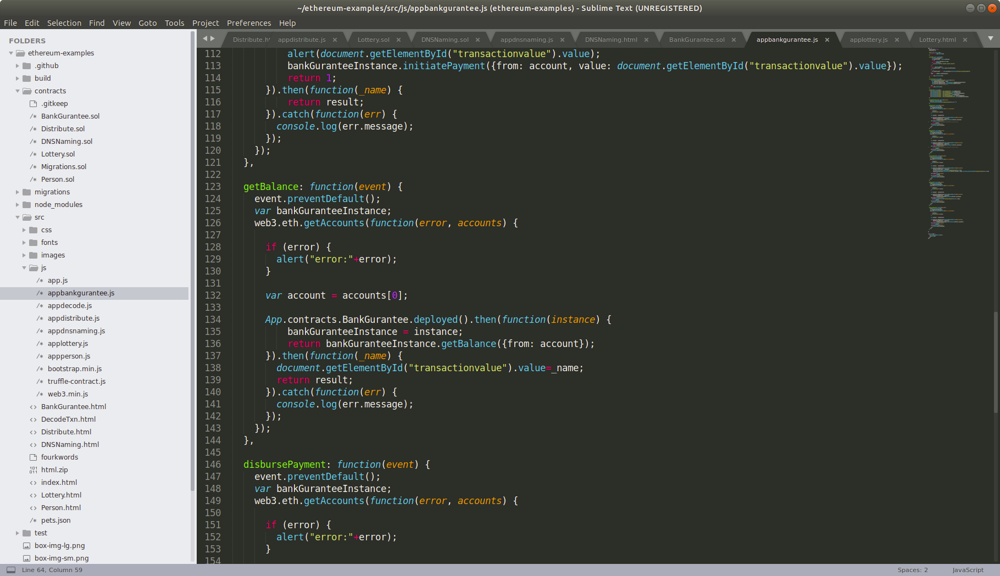 ~/ethereum-examples/src/js/appbankgurantee.js (ethereum-examples) - Sublime Text (UNREGISTERED)
File Edit Selection Find View Goto Tools Project Preferences Help
FOLDERS
ethereum-examples
.github
build
contracts
.gitkeep
/* BankGurantee.sol
/* Distribute.sol
/* DNSNaming.sol
/* Lottery.sol
/* Migrations.sol
/* Person.sol
migrations
node_modules
src
css
fonts
images
js
/* app.js
/* appbankgurantee.js
/* appdecode.js
/* appdistribute.js
/* appdnsnaming.js
/* applottery.js
/* appperson.js
/* bootstrap.min.js
/* truffle-contract.js
/* web3.min.js
<> BankGurantee.html
<> DecodeTxn.html
<> Distribute.html
<> DNSNaming.html
fourkwords
html.zip
<> index.html
<> Lottery.html
<> Person.html
/* pets.json
test
box-img-lg.png
box-img-sm.png
Distribute.h appdistribute.js × Lottery.sol × DNSNaming.sol × appdnsnaming.js × DNSNaming.html × BankGurantee.sol × appbankgurantee.js × applottery.js × Lottery.html ×
112 alert(document.getElementById("transactionvalue").value);
113 bankGuranteeInstance.initiatePayment({from: account, value: document.getElementById("transactionvalue").value});
114 return 1;
115 }).then(function(_name) {
116 return result;
117 }).catch(function(err) {
118 console.log(err.message);
119 });
120 });
121 },
122
123 getBalance: function(event) {
124 event.preventDefault();
125 var bankGuranteeInstance;
126 web3.eth.getAccounts(function(error, accounts) {
127
128 if (error) {
129 alert("error:"+error);
130 }
131
132 var account = accounts[0];
133
134 App.contracts.BankGurantee.deployed().then(function(instance) {
135 bankGuranteeInstance = instance;
136 return bankGuranteeInstance.getBalance({from: account});
137 }).then(function(_name) {
138 document.getElementById("transactionvalue").value=_name;
139 return result;
140 }).catch(function(err) {
141 console.log(err.message);
142 });
143 });
144 },
145
146 disbursePayment: function(event) {
147 event.preventDefault();
148 var bankGuranteeInstance;
149 web3.eth.getAccounts(function(error, accounts) {
150
151 if (error) {
152 alert("error:"+error);
153 }
154
Line 64, Column 59
Spaces: 2 JavaScript